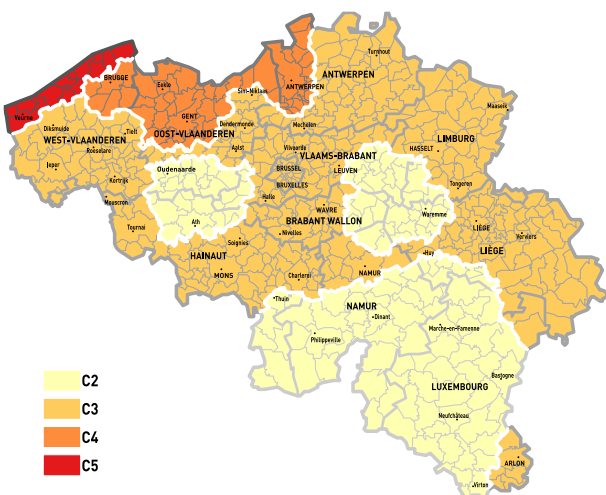 BRUGGE
Eeklo
Turnhout
ANTWERPEN
Sint-Niklaas
ANTWERPEN
Maaseik
Veurne
GENT
Diksmuide
Tielt
OOST-VLAANDEREN
Dendermonde
Mechelen
WEST-VLAANDEREN
LIMBURG
Roeselare
Aalst
Vilvoorde
VLAAMS-BRABANT
HASSELT
Ieper
Oudenaarde
BRUSSEL
LEUVEN
Kortrijk
BRUXELLES
Tongeren
Mouscron
Halle
WAVRE
Waremme
Ath
BRABANT WALLON
Tournai
Nivelles
LIÈGE
Verviers
Soignies
LIÈGE
HAINAUT
Huy
MONS
Charleroi
NAMUR
Thuin
NAMUR
Dinant
Philippeville
Marche-en-Famenne
Bastogne
C2
LUXEMBOURG
C3
Neufchâteau
C4
C5
ARLON
Virton